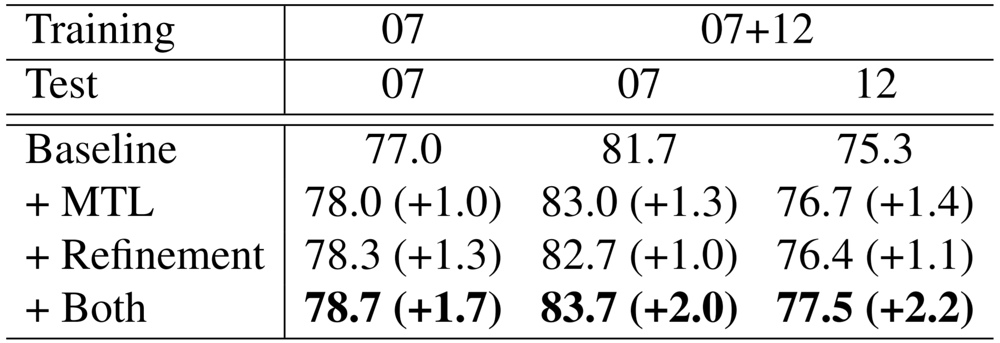 Training 07 07+12
Test 07 07 12
Baseline 77.0 81.7 75.3
+ MTL 78.0 (+1.0) 83.0 (+1.3) 76.7 (+1.4)
+ Refinement 78.3 (+1.3) 82.7 (+1.0) 76.4 (+1.1)
+ Both 78.7 (+1.7) 83.7 (+2.0) 77.5 (+2.2)